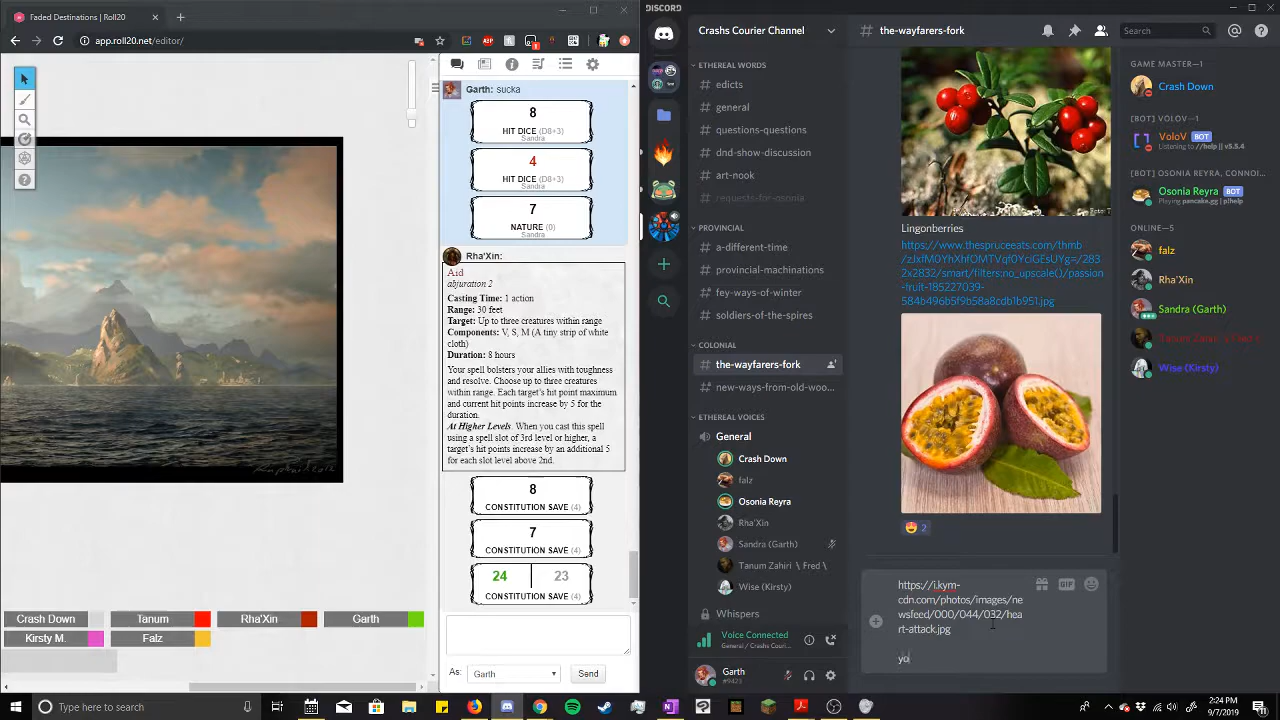 Faded Destinations | Roll20
app.roll20.net/editor/
ABP
Garth: sucka
8
HIT DICE (D8+3)
Sandra
4
HIT DICE (D8+3)
Sandra
7
NATURE (0)
Sandra
Rha'Xin:
Aid
abjuration 2
Casting Time: 1 action
Range: 30 feet
Target: Up to three creatures within range
Components: V, S, M (A tiny strip of white
cloth)
Duration: 8 hours
Your spell bolsters your allies with toughness
and resolve. Choose up to three creatures
within range. Each target's hit point maximum
and current hit points increase by 5 for the
duration.
At Higher Levels. When you cast this spell
using a spell slot of 3rd level or higher, a
target's hit points increase by an additional 5
for each slot level above 2nd.
8
CONSTITUTION SAVE (4)
7
CONSTITUTION SAVE (4)
24 23
CONSTITUTION SAVE (4)
As: Garth Send
Crash Down Tanum Rha'Xin Garth
Kirsty M. Falz
DISCORD
Crashs Courier Channel
ETHEREAL WORDS
# edicts
# general
# questions-questions
# dnd-show-discussion
# art-nook
# requests-for-osonia
PROVINCIAL
# a-different-time
# provincial-machinations
# fey-ways-of-winter
# soldiers-of-the-spires
COLONIAL
# the-wayfarers-fork
# new-ways-from-old-woo...
ETHEREAL VOICES
General
Crash Down
falz
Osonia Reyra
Rha'Xin
Sandra (Garth)
Tanum Zahiri \ Fred \
Wise (Kirsty)
Whispers
Voice Connected
General / Crashs Couri...
Garth
#9423
# the-wayfarers-fork
Search
Lingonberries
https://www.thespruceeats.com/thmb
/zJxfM0YhXhfOMTVqf0YciGEsUYg=/283
2x2832/smart/filters:no_upscale()/passion
-fruit-185227039-
584b496b5f9b58a8cdb1b951.jpg
2
https://i.kym-
cdn.com/photos/images/ne
wsfeed/000/044/032/hea
rt-attack.jpg
yo
GIF
GAME MASTER—1
Crash Down
[BOT] VOLOV—1
VoloV BOT
Listening to //help || v5.5.4
[BOT] OSONIA REYRA, CONNOI...
Osonia Reyra BOT
Playing pancake.gg | p!help
ONLINE—5
falz
Rha'Xin
Sandra (Garth)
Wise (Kirsty)
Type here to search
2:24 PM
9/7/2019